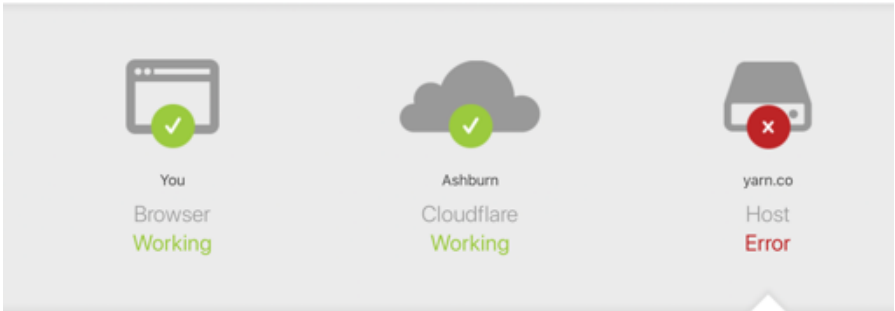 You
Browser
Working
Ashburn
Cloudflare
Working
yarn.co
Host
Error